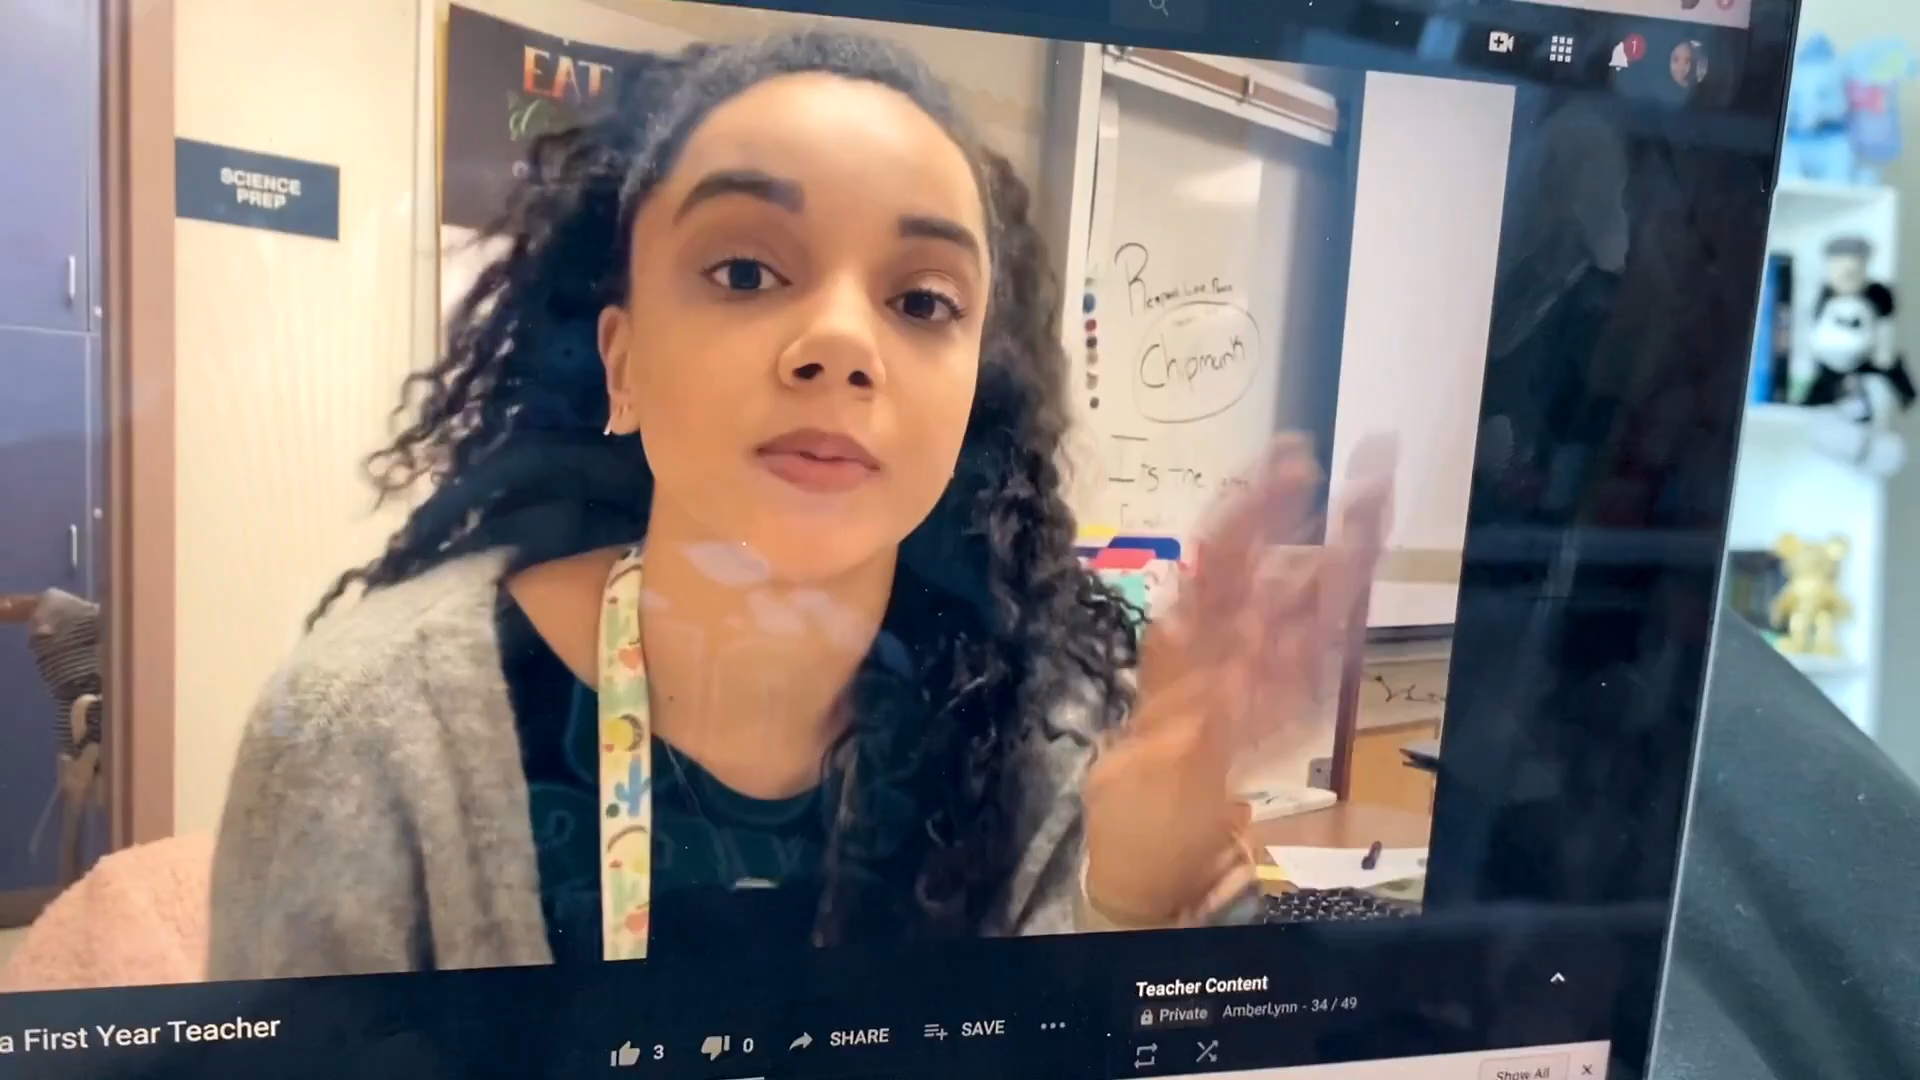 EAT
SCIENCE
PREP
1
Chipmunk
a First Year Teacher
3
0
SHARE
SAVE
Teacher Content
Private AmberLynn - 34 / 49
Show All